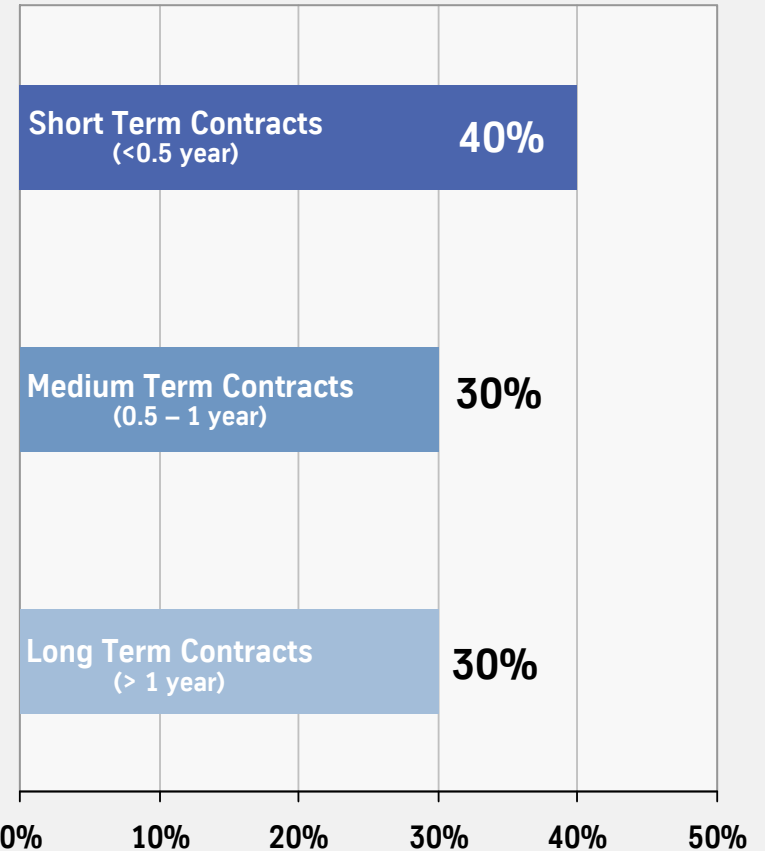 Short Term Contracts
(<0.5 year)
40%
Medium Term Contracts
(0.5 – 1 year)
30%
Long Term Contracts
(> 1 year)
30%
0% 10% 20% 30% 40% 50%